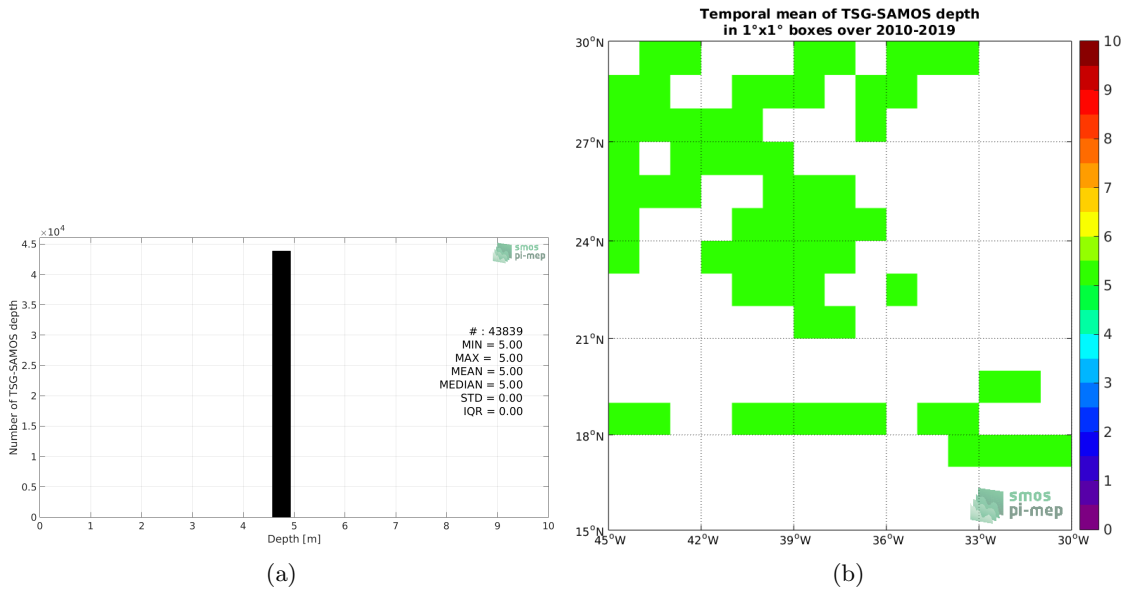 ×10⁴
4.5
4
3.5
3
2.5
2
1.5
1
0.5
0
Number of TSG-SAMOS depth
smos
pi-mep
# : 43839
MIN = 5.00
MAX = 5.00
MEAN = 5.00
MEDIAN = 5.00
STD = 0.00
IQR = 0.00
0 1 2 3 4 5 6 7 8 9 10
Depth [m]
(a)
Temporal mean of TSG-SAMOS depth
in 1°x1° boxes over 2010-2019
30°N
27°N
24°N
21°N
18°N
15°N
45°W 42°W 39°W 36°W 33°W 30°W
smos
pi-mep
10
9
8
7
6
5
4
3
2
1
0
(b)